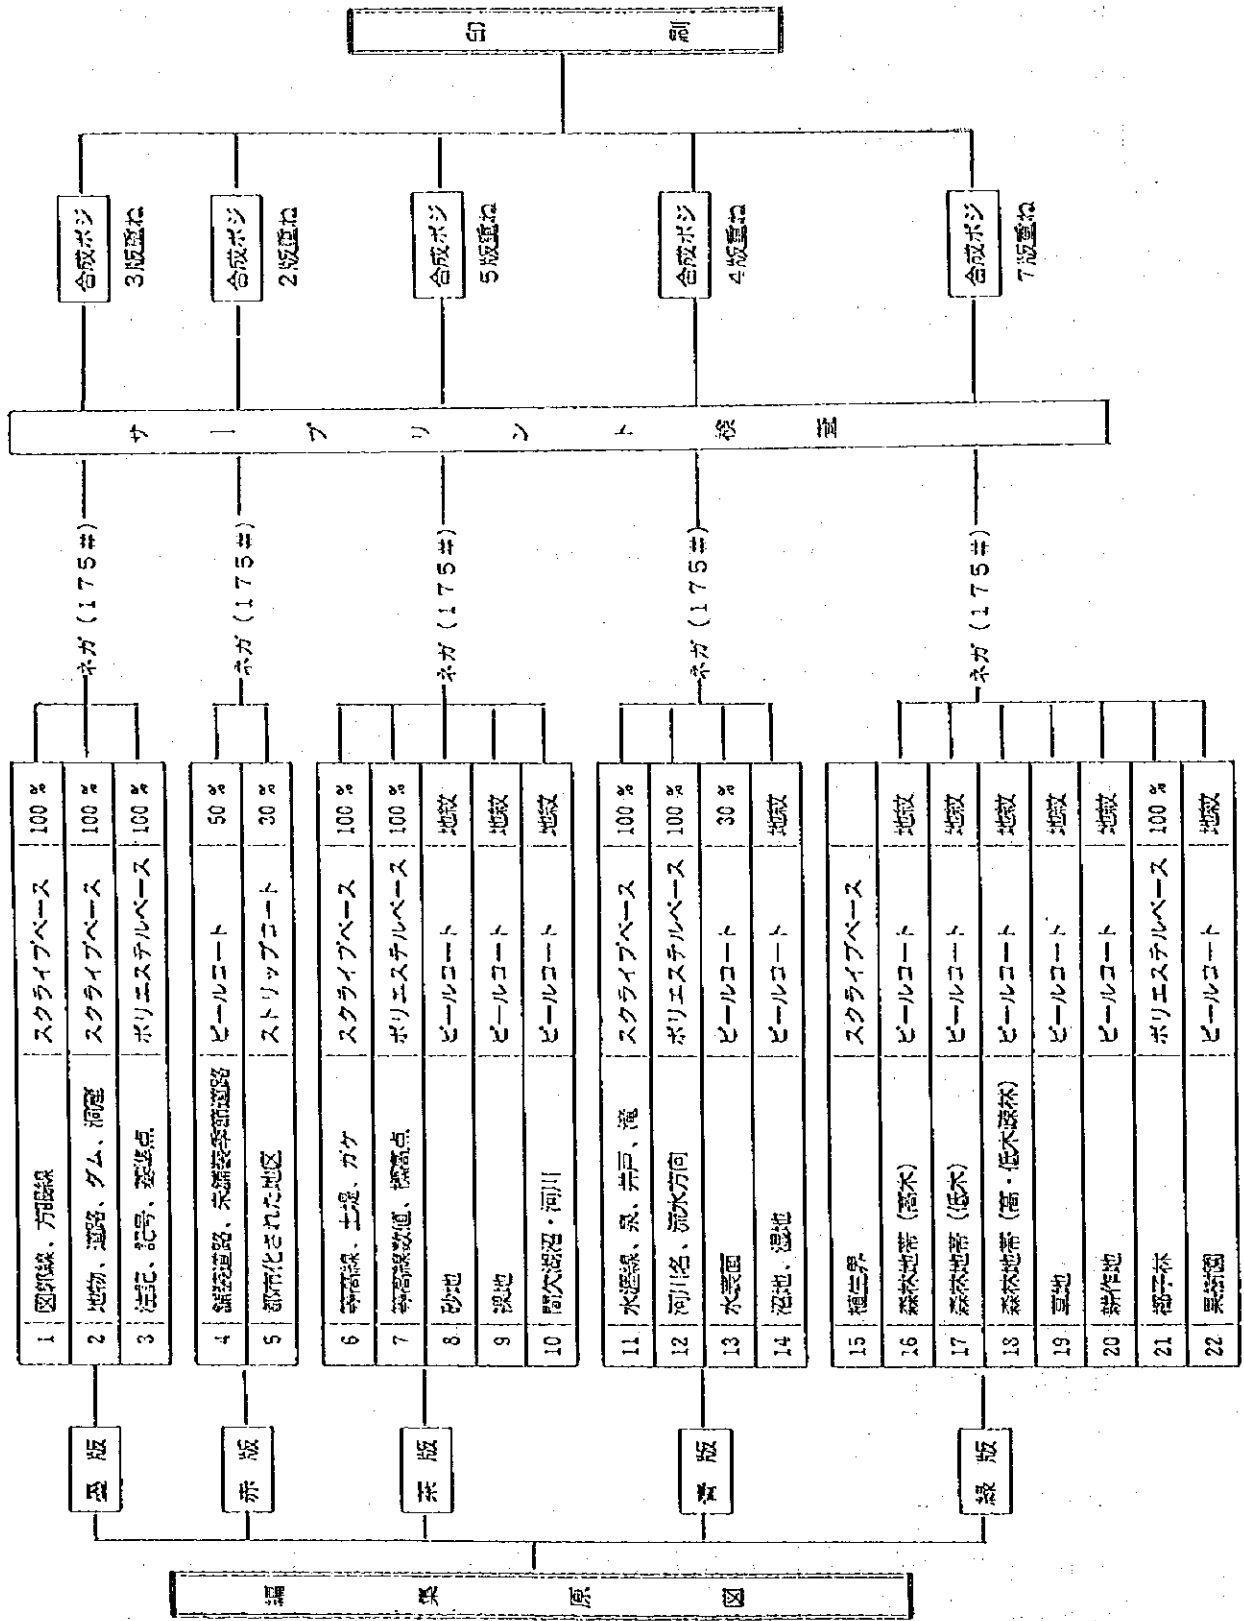 編集原図
黒版
1 図郭線、方眼線 スクライブベース 100%
2 地物、道路、ダム、洞窟 スクライブベース 100%
3 注記、記号、基準点 ポリエステルベース 100%
ネガ(175#)
合成ポジ
3版重ね
赤版
4 舗装道路、未舗装季節道路 ピールコート 50%
5 都市化された地区 ストリップコート 30%
ネガ(175#)
合成ポジ
2版重ね
茶版
6 等高線、土堤、ガケ スクライブベース 100%
7 等高線数値、標高点 ポリエステルベース 100%
8 砂地 ピールコート 地紋
9 礫地 ピールコート 地紋
10 間欠湖沼・河川 ピールコート 地紋
ネガ(175#)
合成ポジ
5版重ね
青版
11 水涯線、泉、井戸、滝 スクライブベース 100%
12 河川名、流水方向 ポリエステルベース 100%
13 水表面 ピールコート 30%
14 沼地、湿地 ピールコート 地紋
ネガ(175#)
合成ポジ
4版重ね
緑版
15 植生界 スクライブベース
16 森林地帯(高木) ピールコート 地紋
17 森林地帯(低木) ピールコート 地紋
18 森林地帯(高・低木疎林) ピールコート 地紋
19 草地 ピールコート 地紋
20 耕作地 ピールコート 地紋
21 椰子林 ポリエステルベース 100%
22 果樹園 ピールコート 地紋
ネガ(175#)
合成ポジ
7版重ね
サープリント検査
印刷